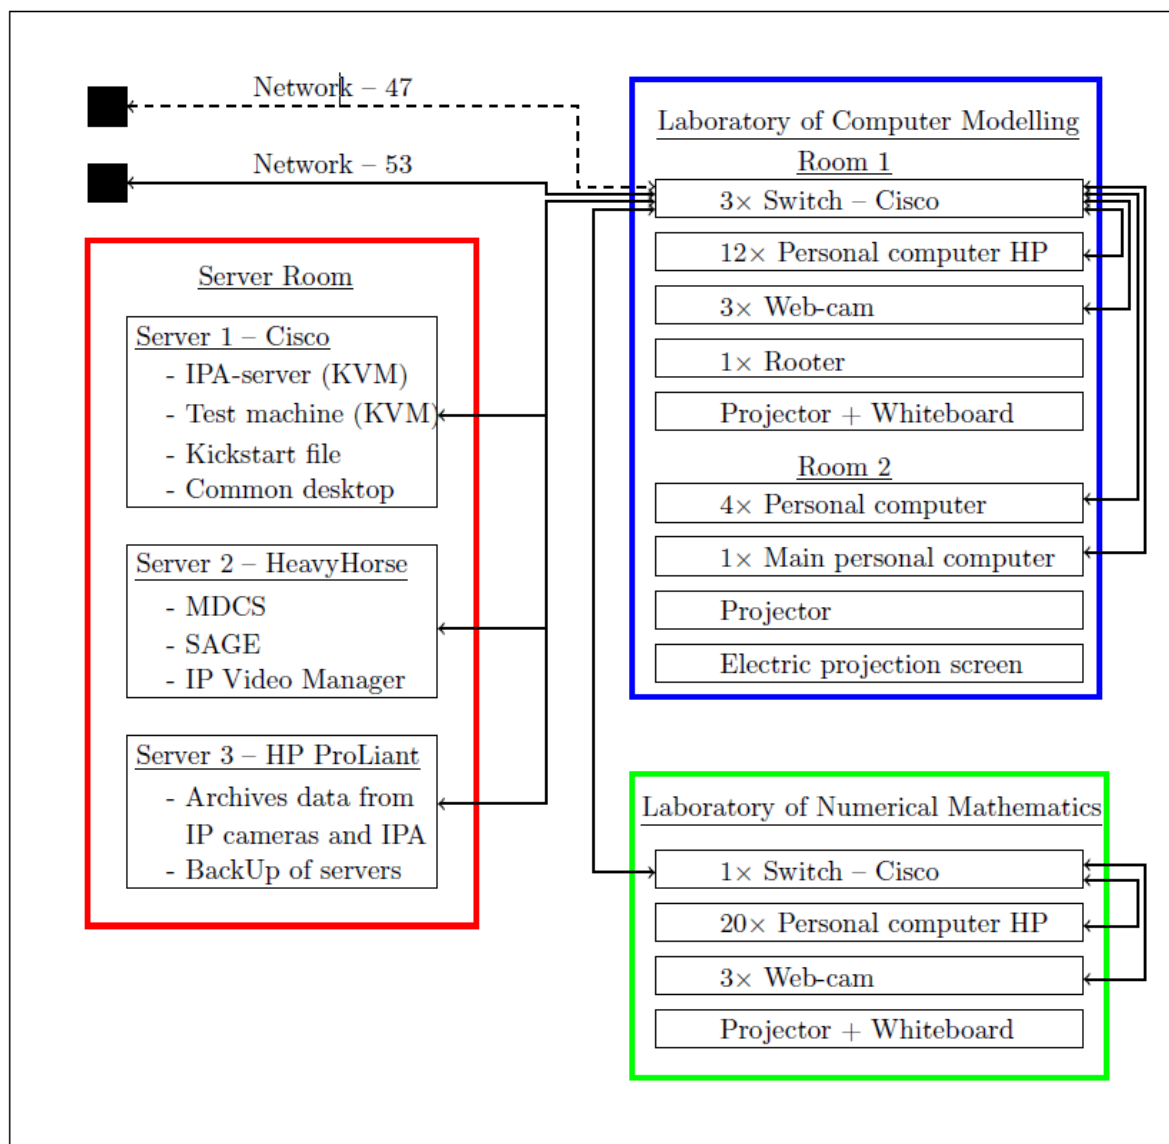 Network – 47
Network – 53
Server Room
Server 1 – Cisco
- IPA-server (KVM)
- Test machine (KVM)
- Kickstart file
- Common desktop
Server 2 – HeavyHorse
- MDCS
- SAGE
- IP Video Manager
Server 3 – HP ProLiant
- Archives data from
IP cameras and IPA
- BackUp of servers
Laboratory of Computer Modelling
Room 1
3× Switch – Cisco
12× Personal computer HP
3× Web-cam
1× Rooter
Projector + Whiteboard
Room 2
4× Personal computer
1× Main personal computer
Projector
Electric projection screen
Laboratory of Numerical Mathematics
1× Switch – Cisco
20× Personal computer HP
3× Web-cam
Projector + Whiteboard